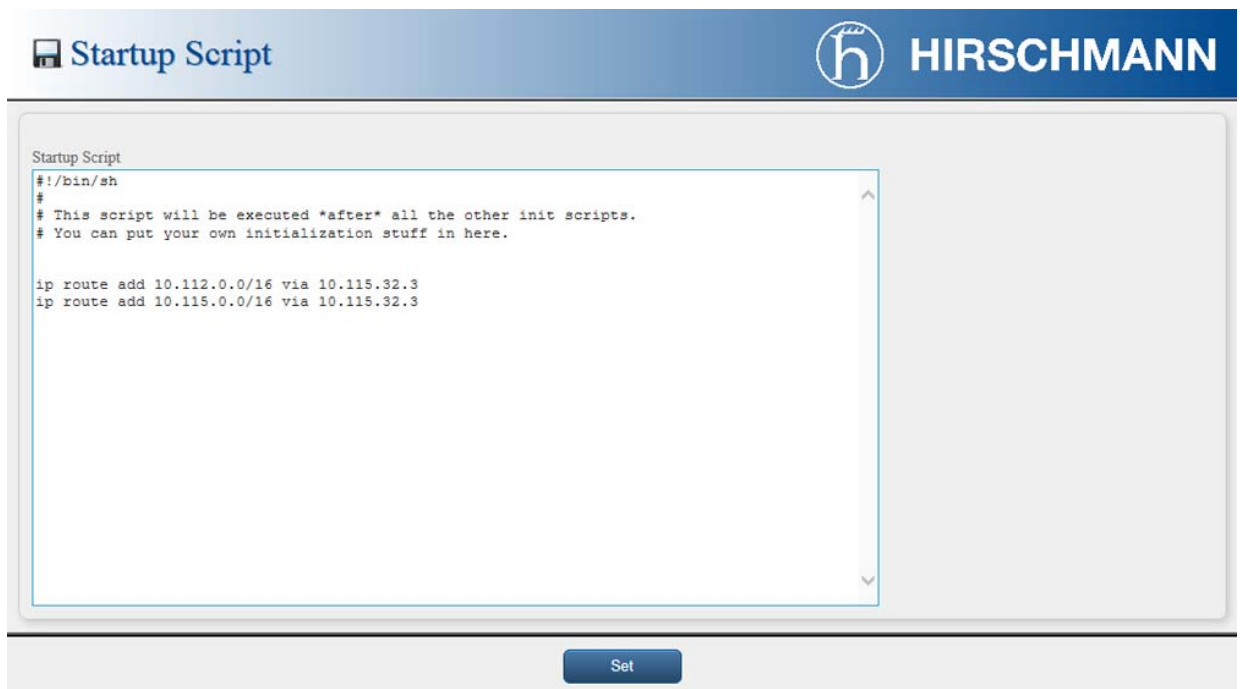 Startup Script
HIRSCHMANN
Startup Script
#!/bin/sh
#
# This script will be executed *after* all the other init scripts.
# You can put your own initialization stuff in here.
ip route add 10.112.0.0/16 via 10.115.32.3
ip route add 10.115.0.0/16 via 10.115.32.3
Set